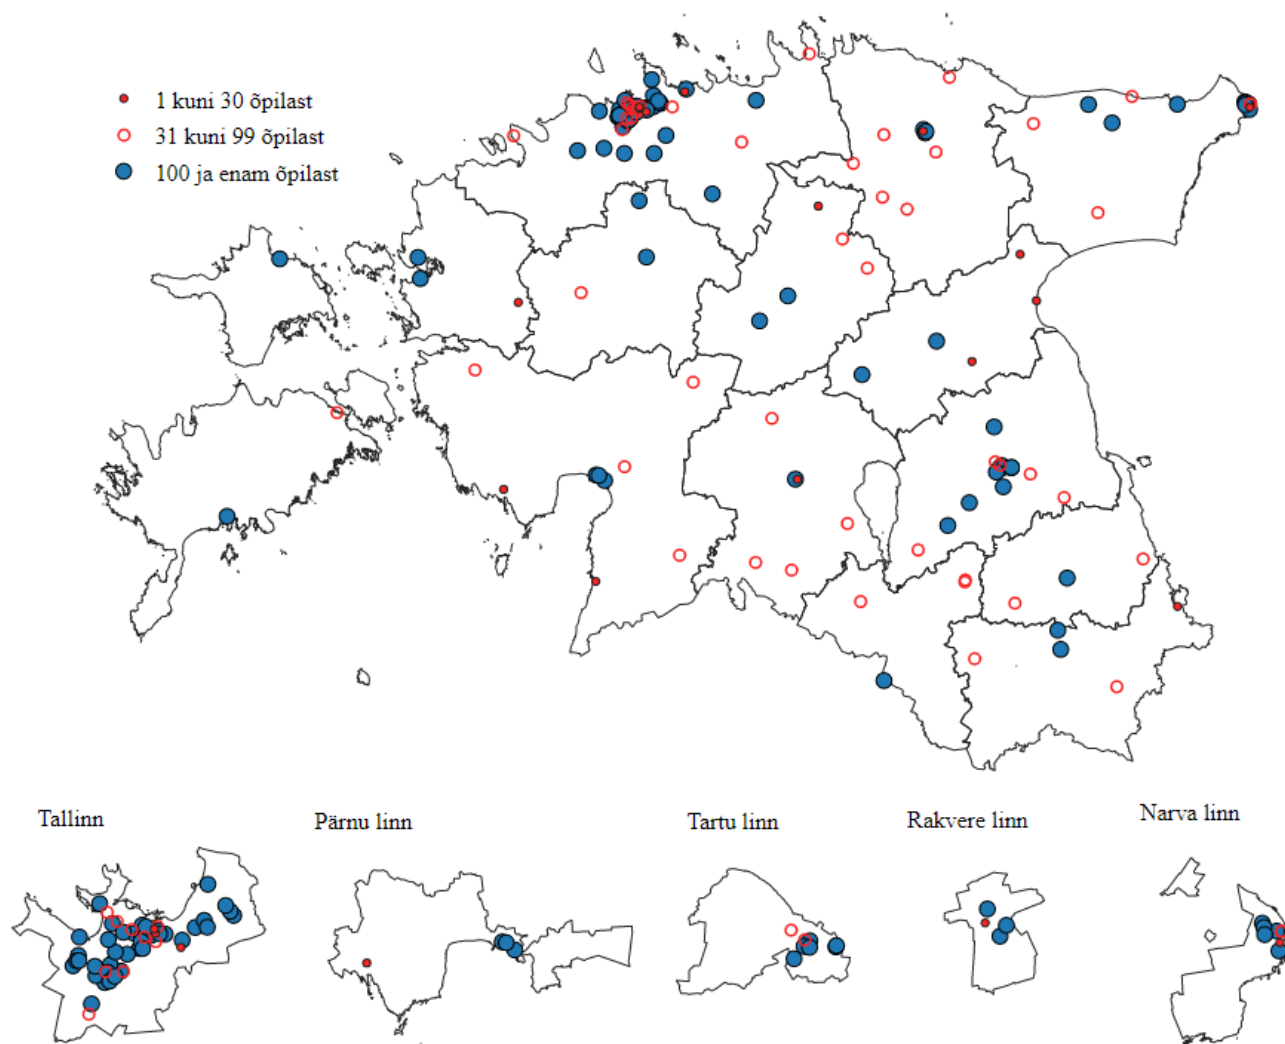 1 kuni 30 õpilast
31 kuni 99 õpilast
100 ja enam õpilast
Tallinn
Pärnu linn
Tartu linn
Rakvere linn
Narva linn